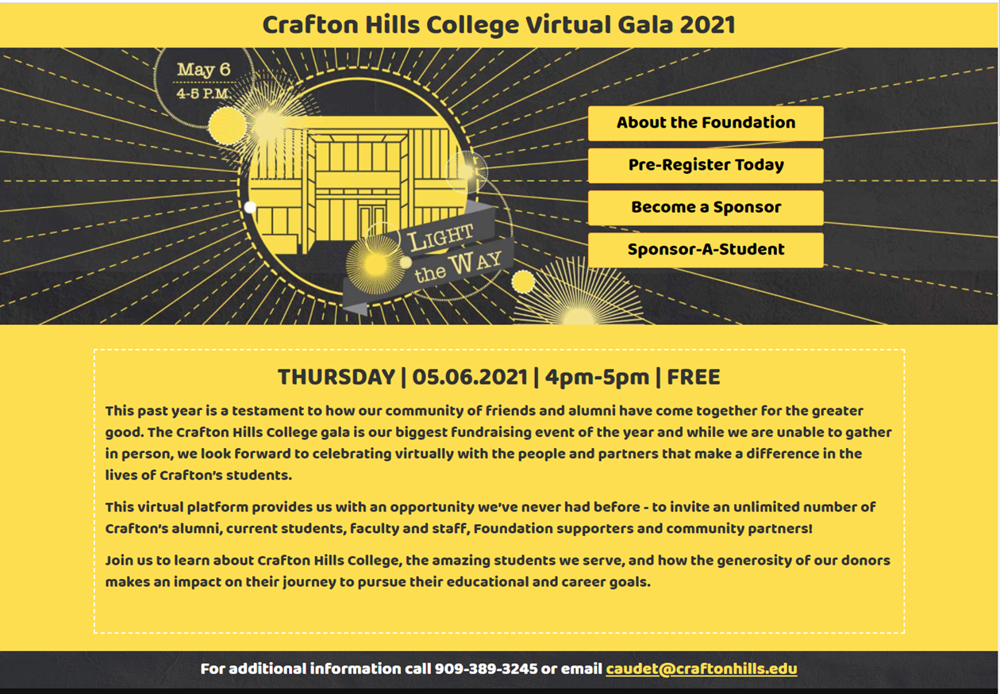 Crafton Hills College Virtual Gala 2021
May 6
4-5 P.M.
LIGHT
the WAY
About the Foundation
Pre-Register Today
Become a Sponsor
Sponsor-A-Student
THURSDAY | 05.06.2021 | 4pm-5pm | FREE
This past year is a testament to how our community of friends and alumni have come together for the greater
good. The Crafton Hills College gala is our biggest fundraising event of the year and while we are unable to gather
in person, we look forward to celebrating virtually with the people and partners that make a difference in the
lives of Crafton's students.
This virtual platform provides us with an opportunity we've never had before - to invite an unlimited number of
Crafton's alumni, current students, faculty and staff, Foundation supporters and community partners!
Join us to learn about Crafton Hills College, the amazing students we serve, and how the generosity of our donors
makes an impact on their journey to pursue their educational and career goals.
For additional information call 909-389-3245 or email caudet@craftonhills.edu